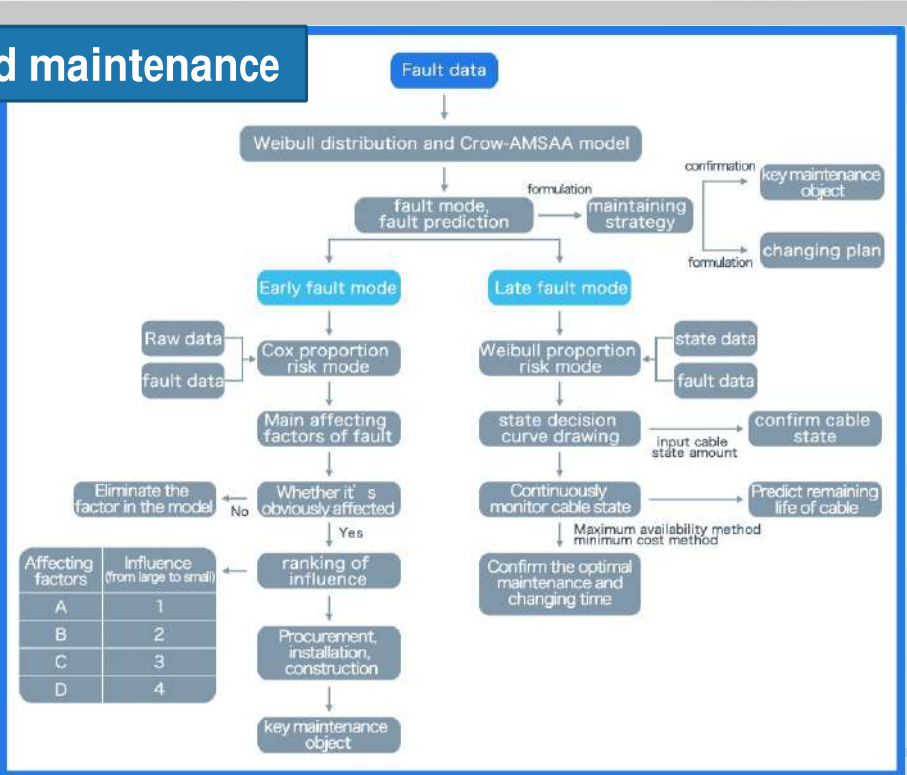 d maintenance
Fault data
Weibull distribution and Crow-AMSAA model
fault mode,
fault prediction
formulation
maintaining
strategy
confirmation
key maintenance
object
formulation
changing plan
Early fault mode
Late fault mode
Raw data
fault data
Cox proportion
risk mode
Weibull proportion
risk mode
state data
fault data
Main affecting
factors of fault
state decision
curve drawing
input cable
state amount
confirm cable
state
Eliminate the
factor in the model
No
Whether it's
obviously affected
Yes
Continuously
monitor cable state
Predict remaining
life of cable
Maximum availability method
minimum cost method
Affecting
factors
Influence
(from large to small)
A 1
B 2
C 3
D 4
ranking of
influence
Confirm the optimal
maintenance and
changing time
Procurement,
installation,
construction
key maintenance
object